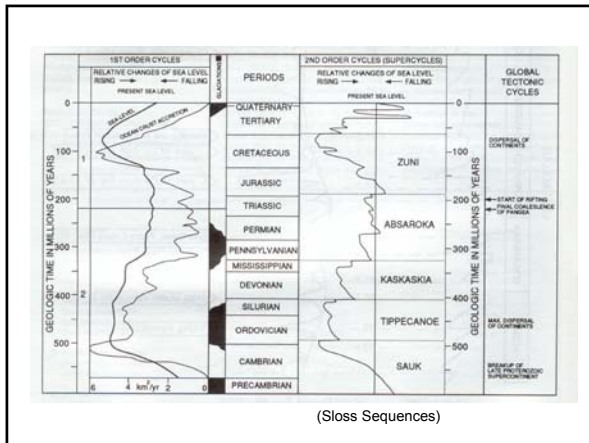 1ST ORDER CYCLES
RELATIVE CHANGES OF SEA LEVEL
RISING FALLING
PRESENT SEA LEVEL
SEA-LEVEL
OCEAN CRUST ACCRETION
GEOLOGIC TIME IN MILLIONS OF YEARS
0
100
200
300
400
500
1
2
6 4 km²/yr 2 0
GLACIATIONS
PERIODS
QUATERNARY
TERTIARY
CRETACEOUS
JURASSIC
TRIASSIC
PERMIAN
PENNSYLVANIAN
MISSISSIPPIAN
DEVONIAN
SILURIAN
ORDOVICIAN
CAMBRIAN
PRECAMBRIAN
2ND ORDER CYCLES (SUPERCYCLES)
RELATIVE CHANGES OF SEA LEVEL
RISING FALLING
PRESENT SEA LEVEL
ZUNI
ABSAROKA
KASKASKIA
TIPPECANOE
SAUK
0
100
200
300
400
500
GEOLOGIC TIME IN MILLIONS OF YEARS
GLOBAL
TECTONIC
CYCLES
DISPERSAL OF
CONTINENTS
START OF RIFTING
FINAL COALESLENCE
OF PANGEA
MAX. DISPERSAL
OF CONTINENTS
BREAKUP OF
LATE PROTEROZOIC
SUPERCONTINENT
(Sloss Sequences)